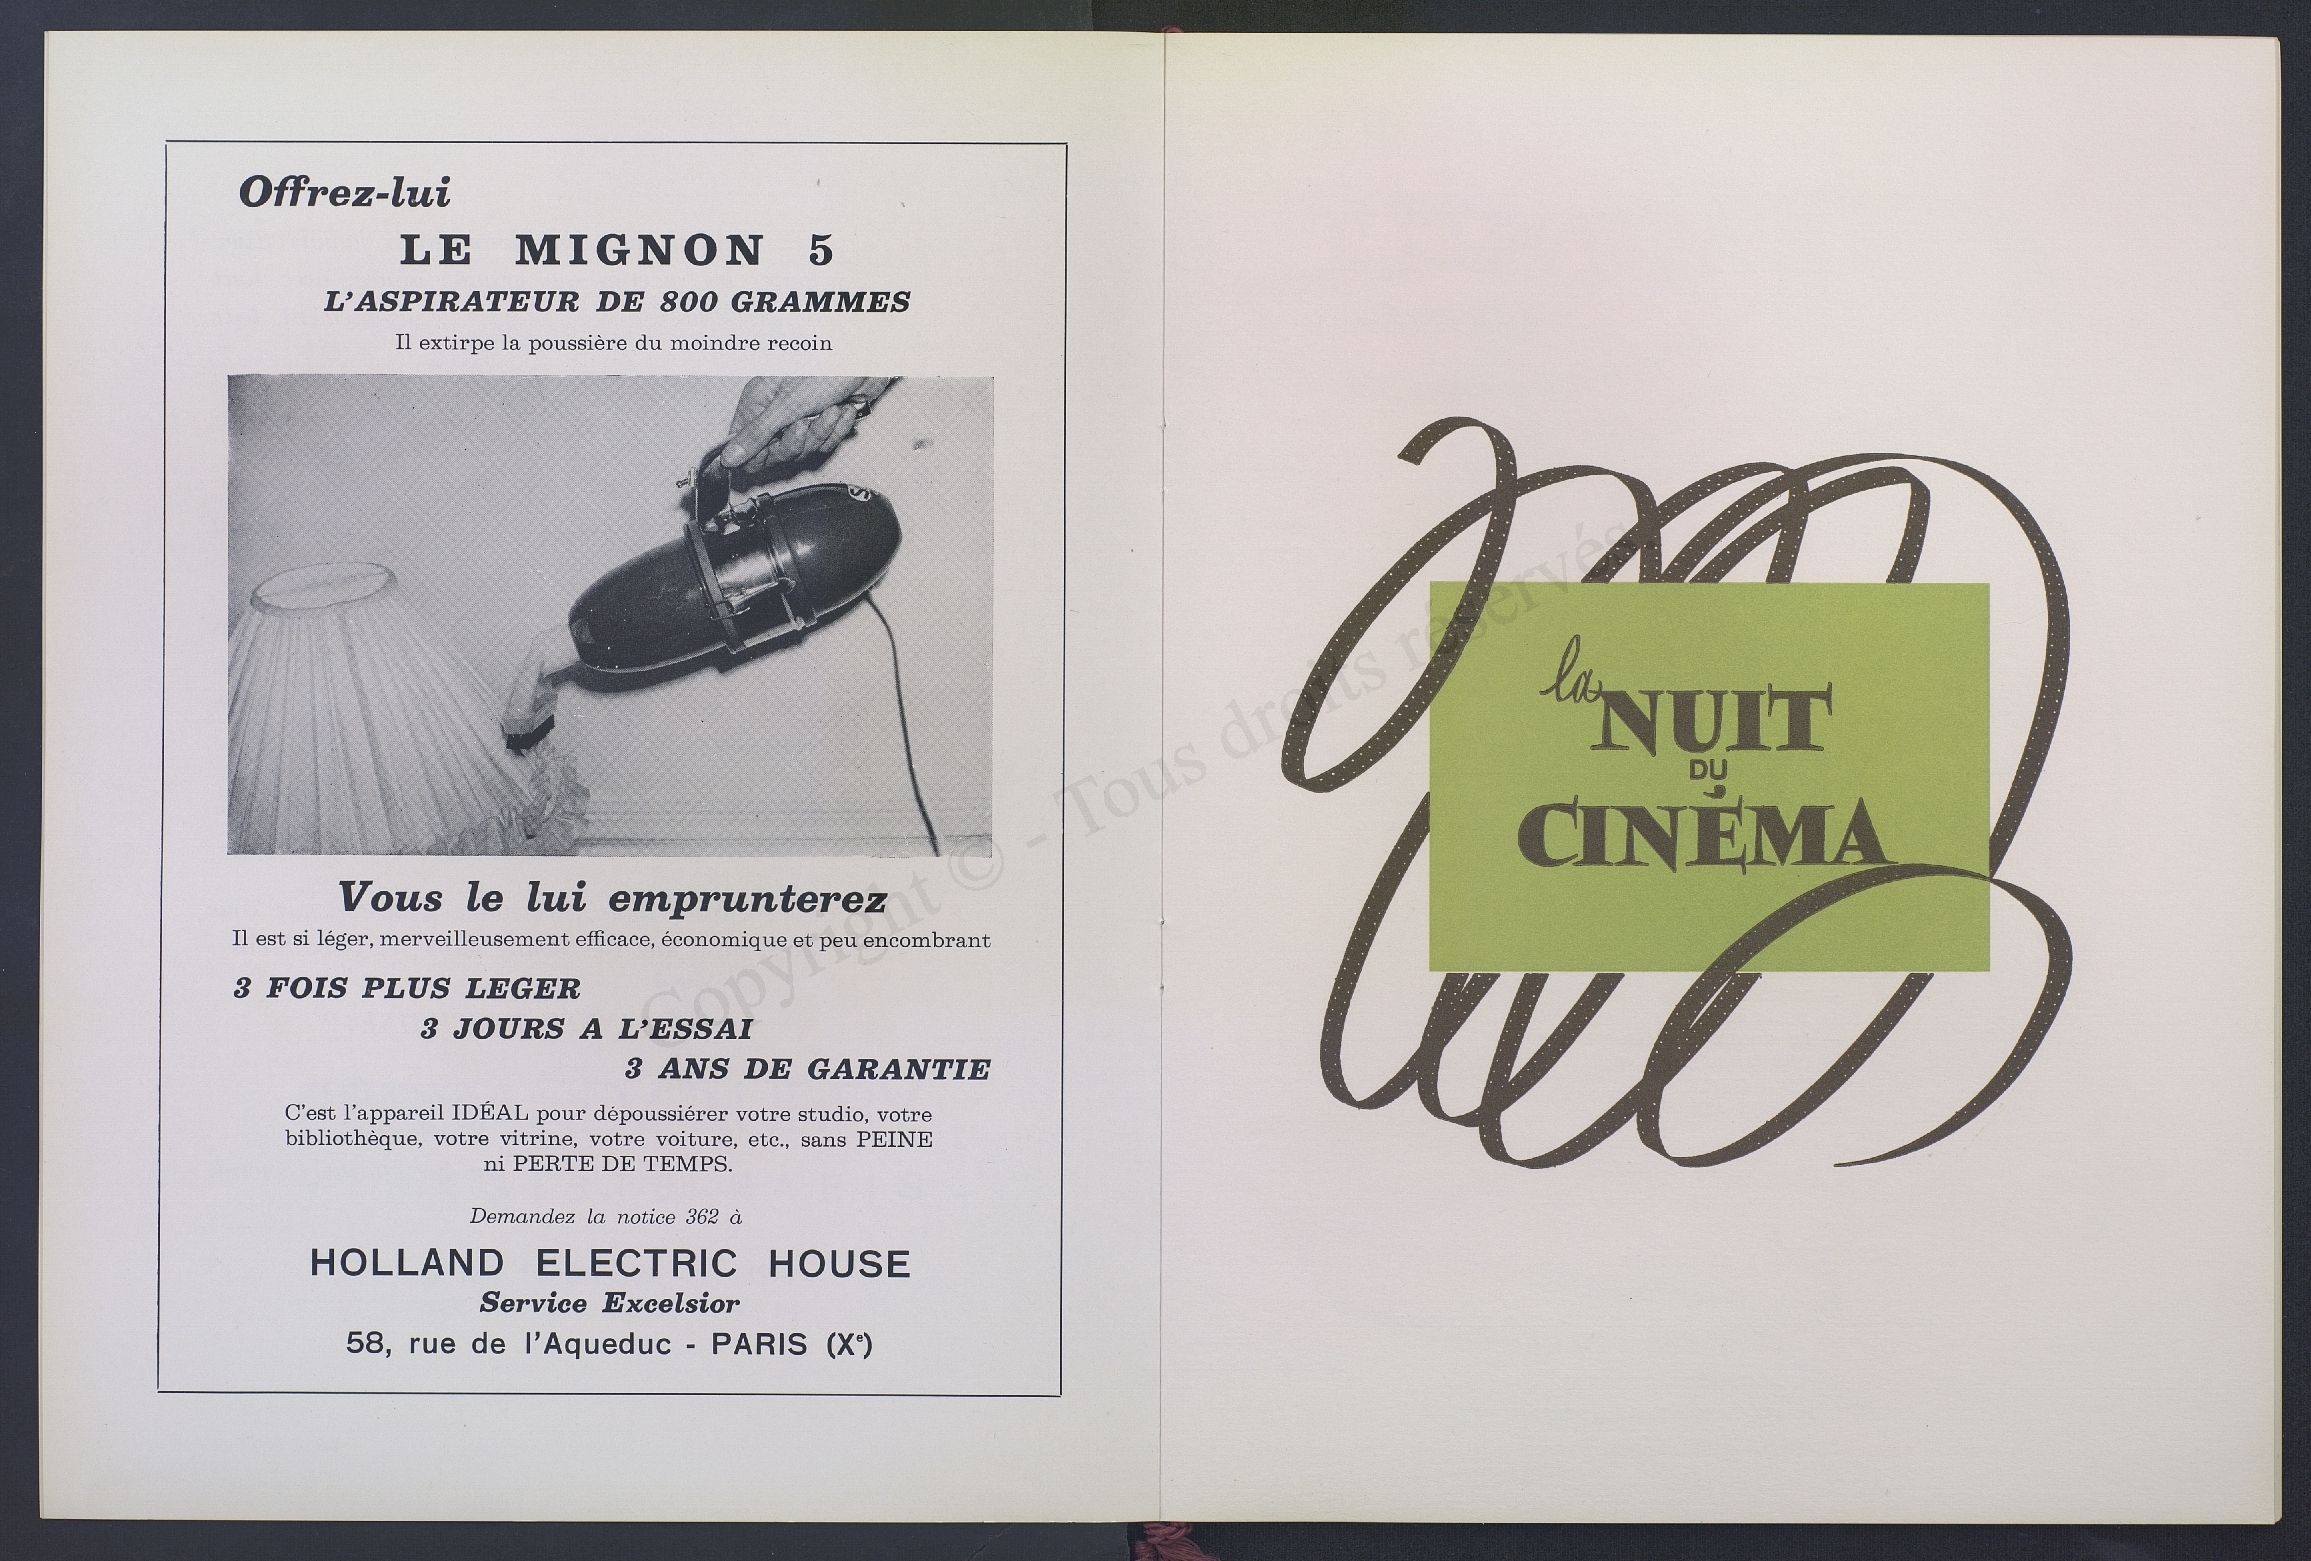 Offrez-lui
LE MIGNON 5
L'ASPIRATEUR DE 800 GRAMMES
Il extirpe la poussière du moindre recoin
Vous le lui emprunterez
Il est si léger, merveilleusement efficace, économique et peu encombrant
3 FOIS PLUS LEGER
3 JOURS A L'ESSAI
3 ANS DE GARANTIE
C'est l'appareil IDÉAL pour dépoussiérer votre studio, votre
bibliothèque, votre vitrine, votre voiture, etc., sans PEINE
ni PERTE DE TEMPS.
Demandez la notice 362 à
HOLLAND ELECTRIC HOUSE
Service Excelsior
58, rue de l'Aqueduc - PARIS (Xe)
la NUIT
DU
CINÉMA
Copyright © - Tous droits réservés